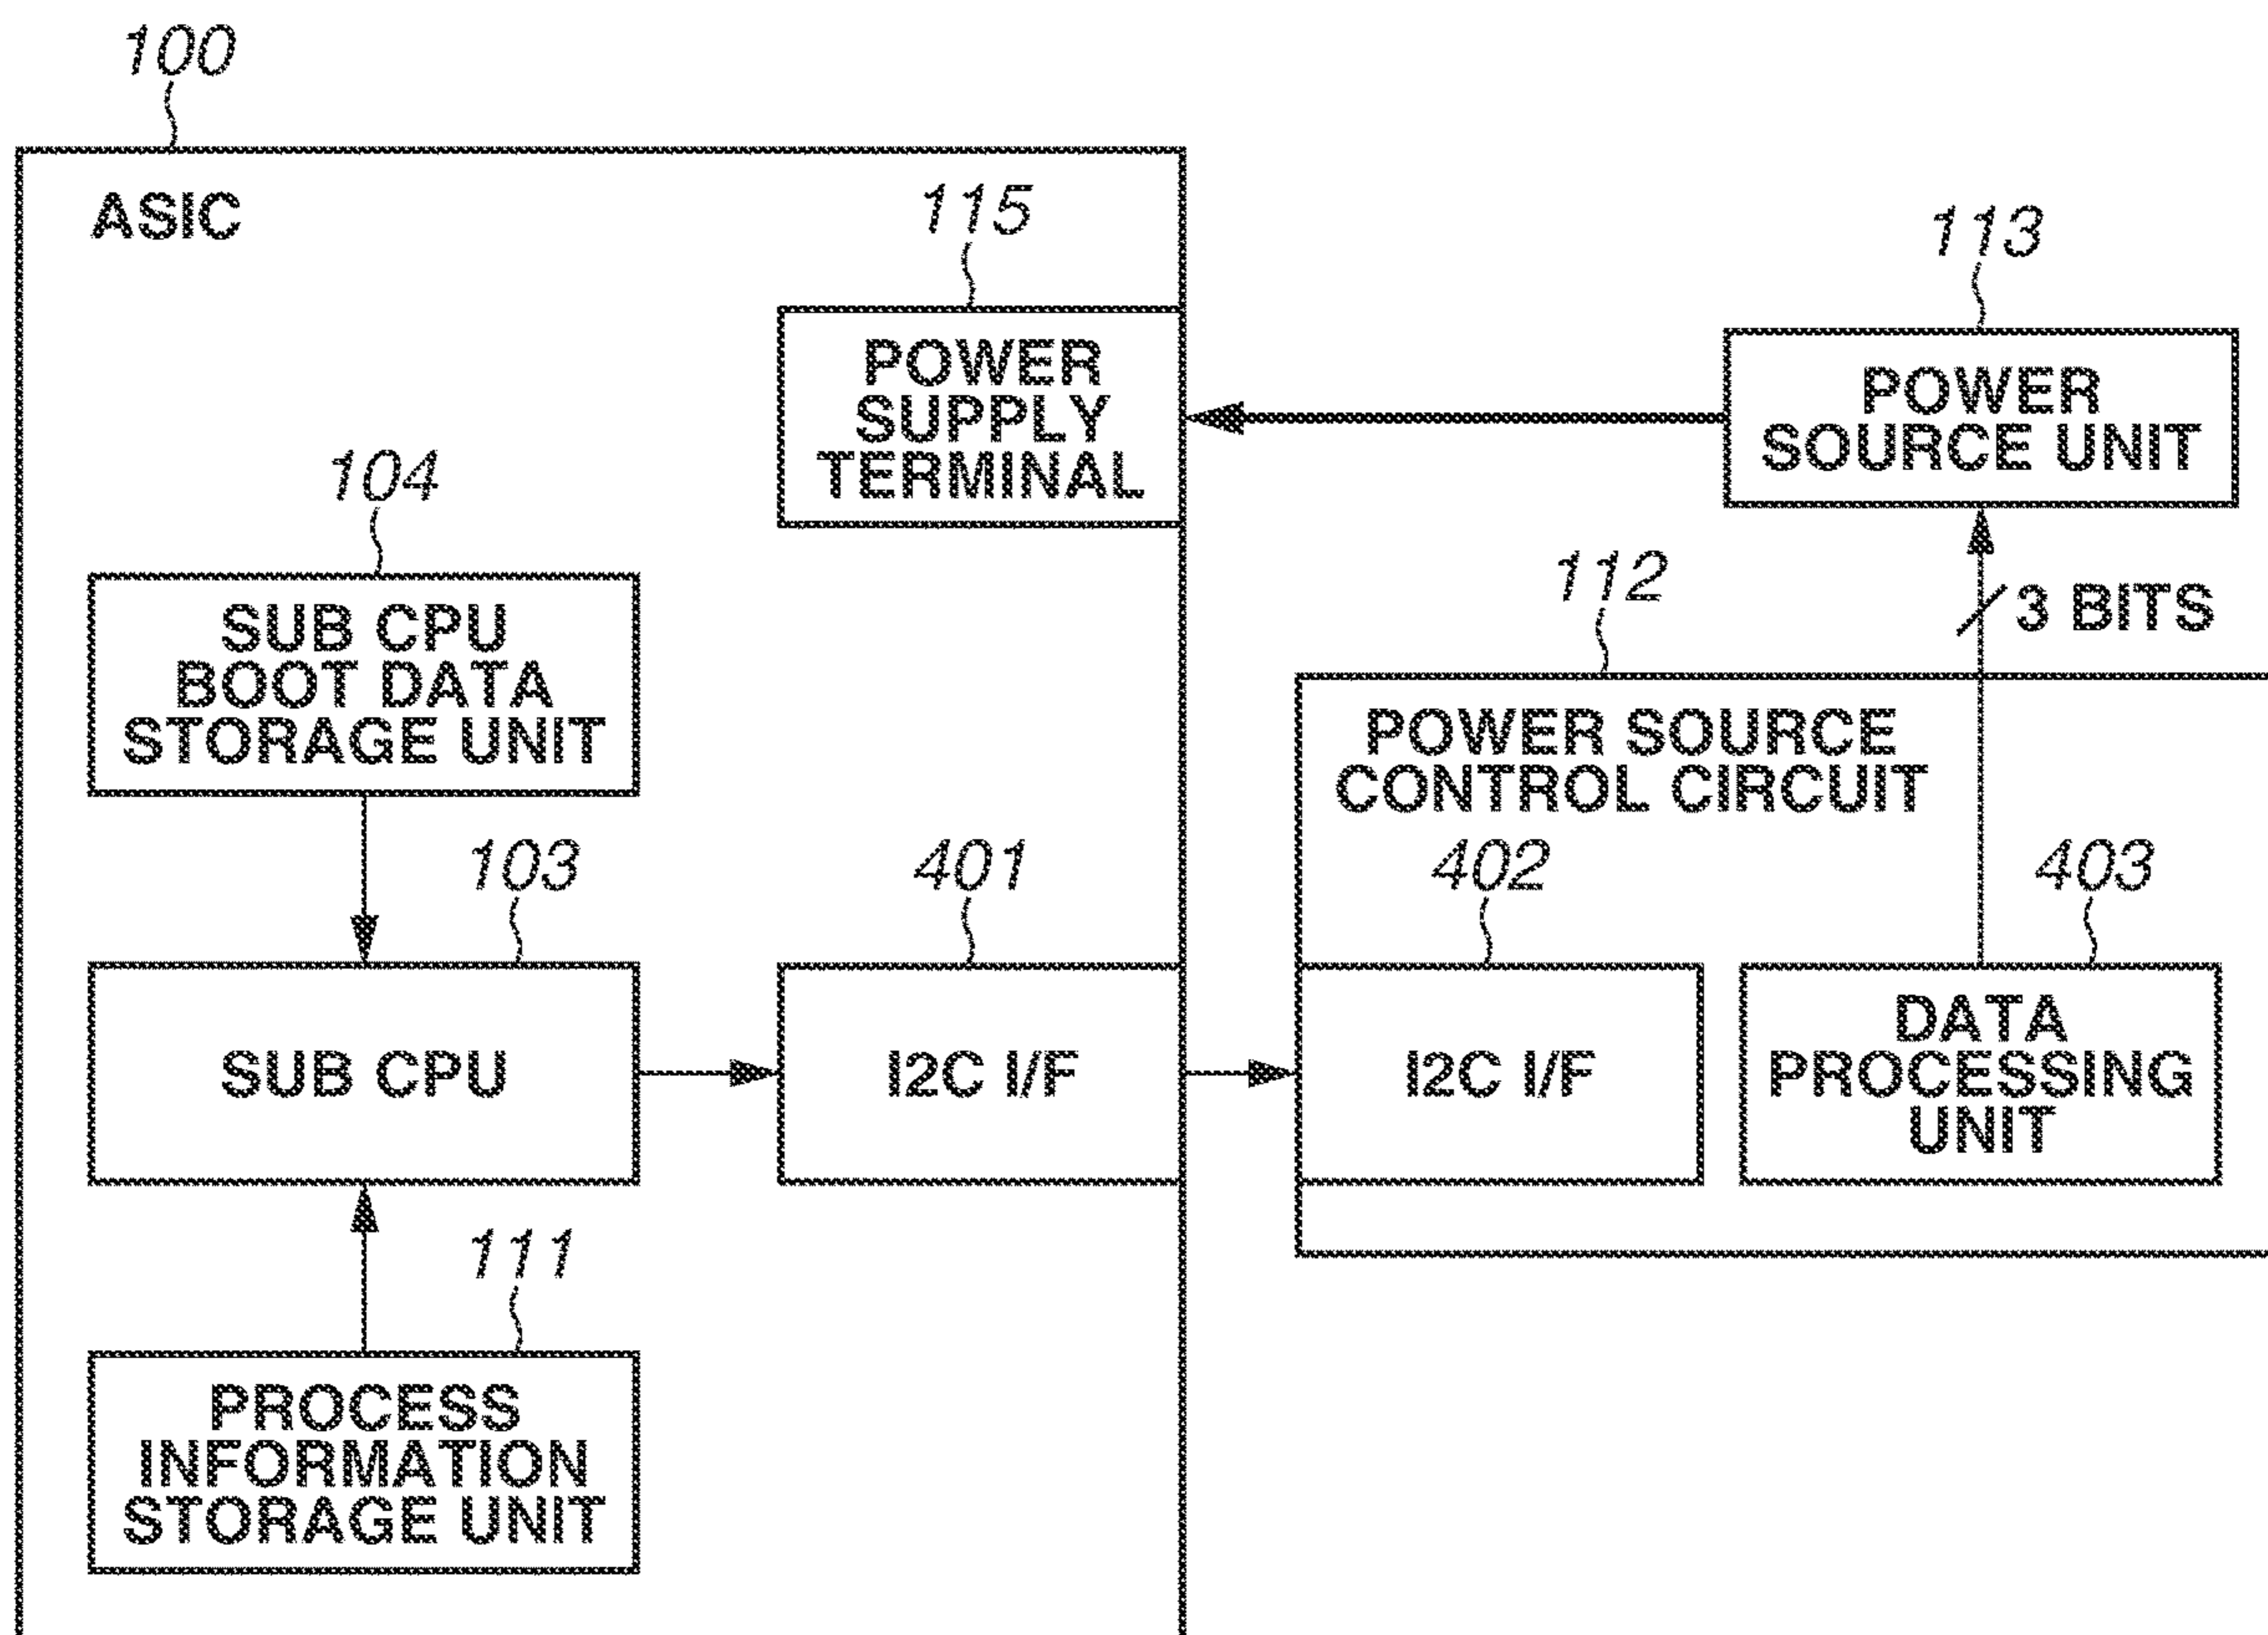 100
ASIC
115
POWER
SUPPLY
TERMINAL
113
POWER
SOURCE UNIT
104
SUB CPU
BOOT DATA
STORAGE UNIT
112
3 BITS
POWER SOURCE
CONTROL CIRCUIT
103
SUB CPU
401
I2C I/F
402
I2C I/F
403
DATA
PROCESSING
UNIT
111
PROCESS
INFORMATION
STORAGE UNIT